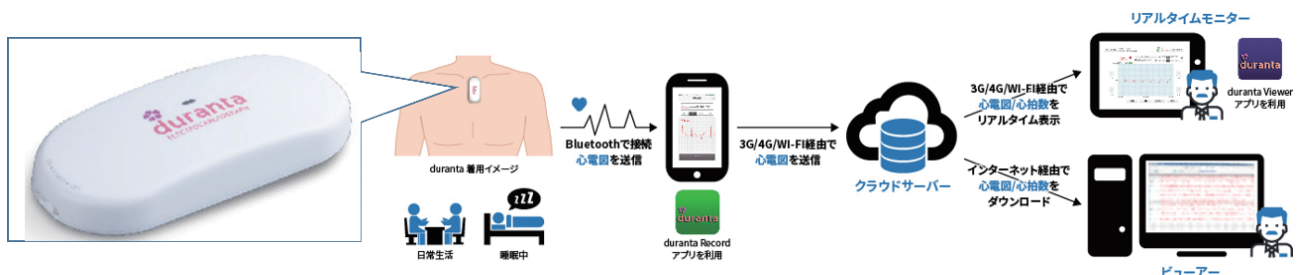 duranta
ELECTROCARDIOGRAPH
duranta 着用イメージ
日常生活
睡眠中
zzz
Bluetoothで接続
心電図を送信
duranta
duranta Record
アプリを利用
3G/4G/WI-FI経由で
心電図を送信
クラウドサーバー
3G/4G/WI-FI経由で
心電図/心拍数を
リアルタイム表示
インターネット経由で
心電図/心拍数を
ダウンロード
リアルタイムモニター
duranta
duranta Viewer
アプリを利用
ビューアー